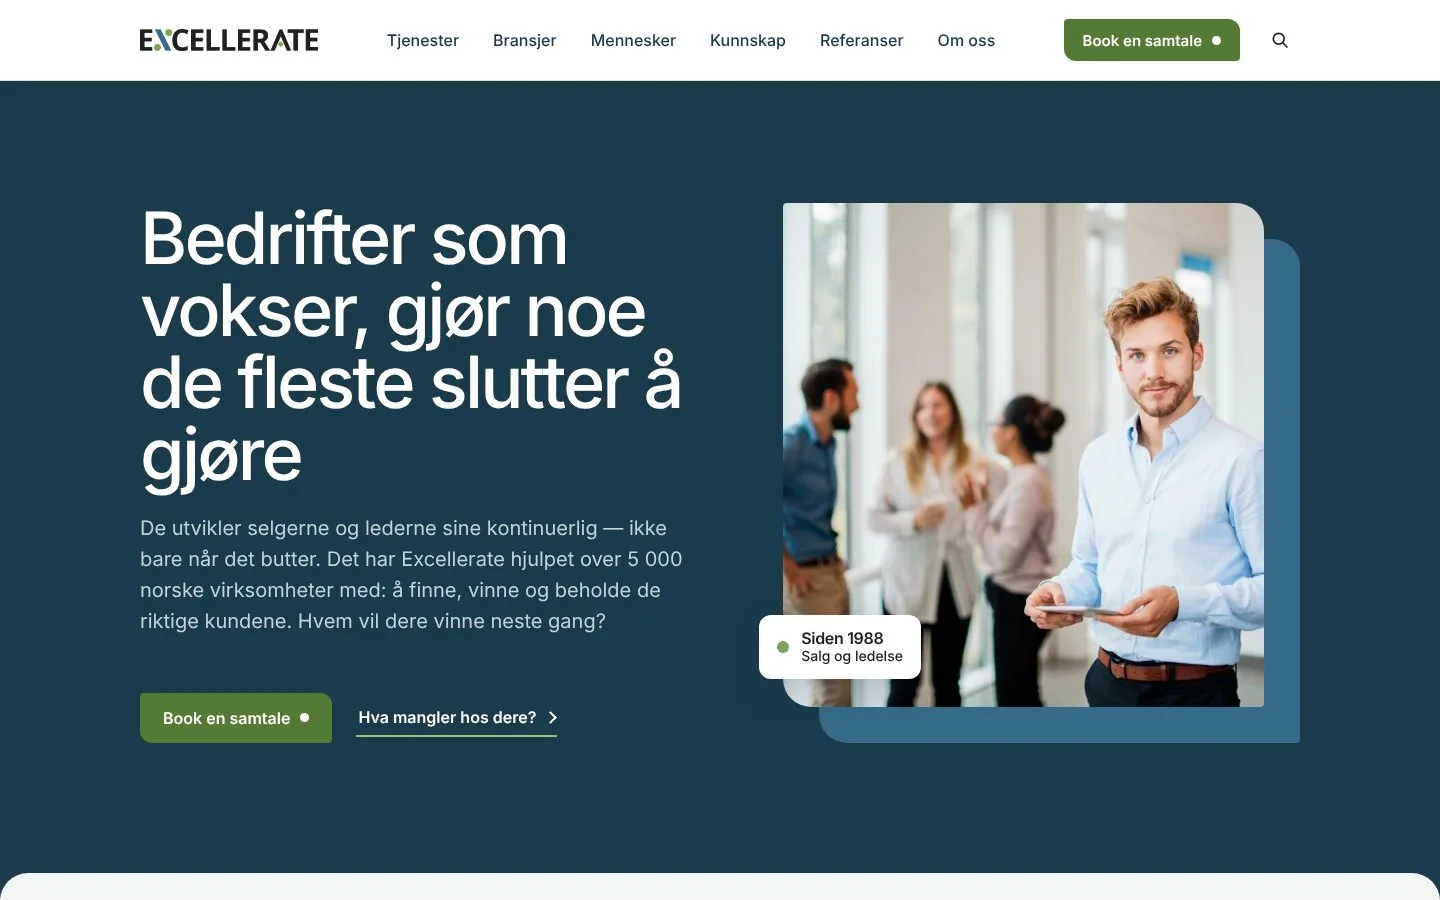 EXCELLERATE
Tjenester
Bransjer
Mennesker
Kunnskap
Referanser
Om oss
Book en samtale
Bedrifter som
vokser, gjør noe
de fleste slutter å
gjøre
De utvikler selgerne og lederne sine kontinuerlig — ikke
bare når det butter. Det har Excellerate hjulpet over 5 000
norske virksomheter med: å finne, vinne og beholde de
riktige kundene. Hvem vil dere vinne neste gang?
Book en samtale
Hva mangler hos dere?
Siden 1988
Salg og ledelse